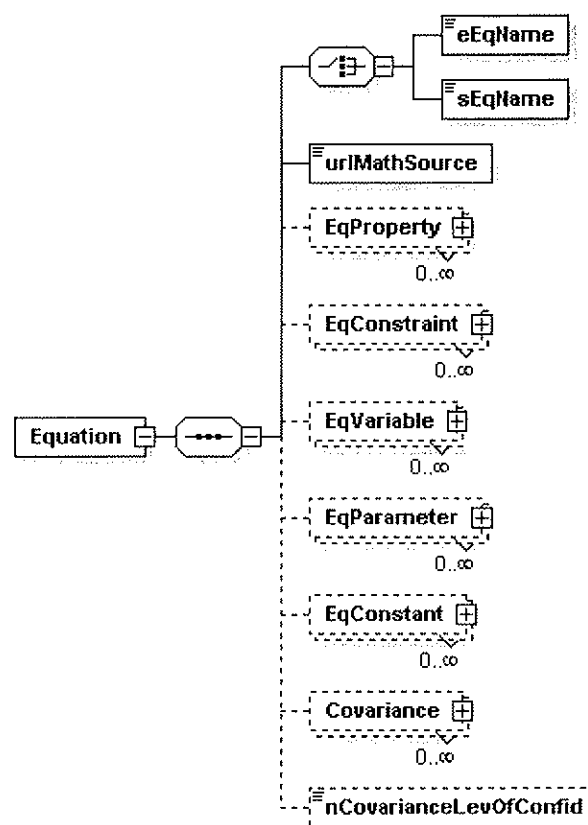 eEqName
sEqName
urlMathSource
EqProperty
0..∞
EqConstraint
0..∞
Equation
EqVariable
0..∞
EqParameter
0..∞
EqConstant
0..∞
Covariance
0..∞
nCovarianceLevOfConfid